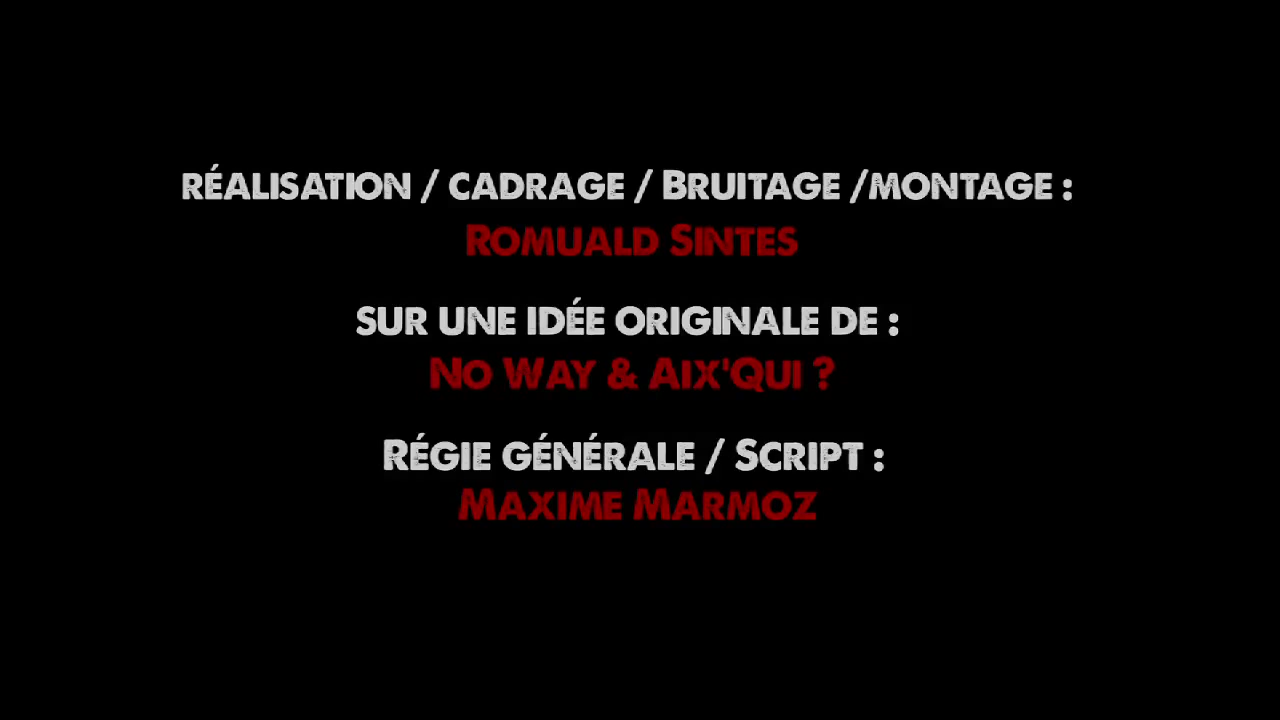 RÉALISATION / CADRAGE / BRUITAGE /MONTAGE :
ROMUALD SINTES
SUR UNE IDÉE ORIGINALE DE :
NO WAY & AIX'QUI ?
RÉGIE GÉNÉRALE / SCRIPT :
MAXIME MARMOZ